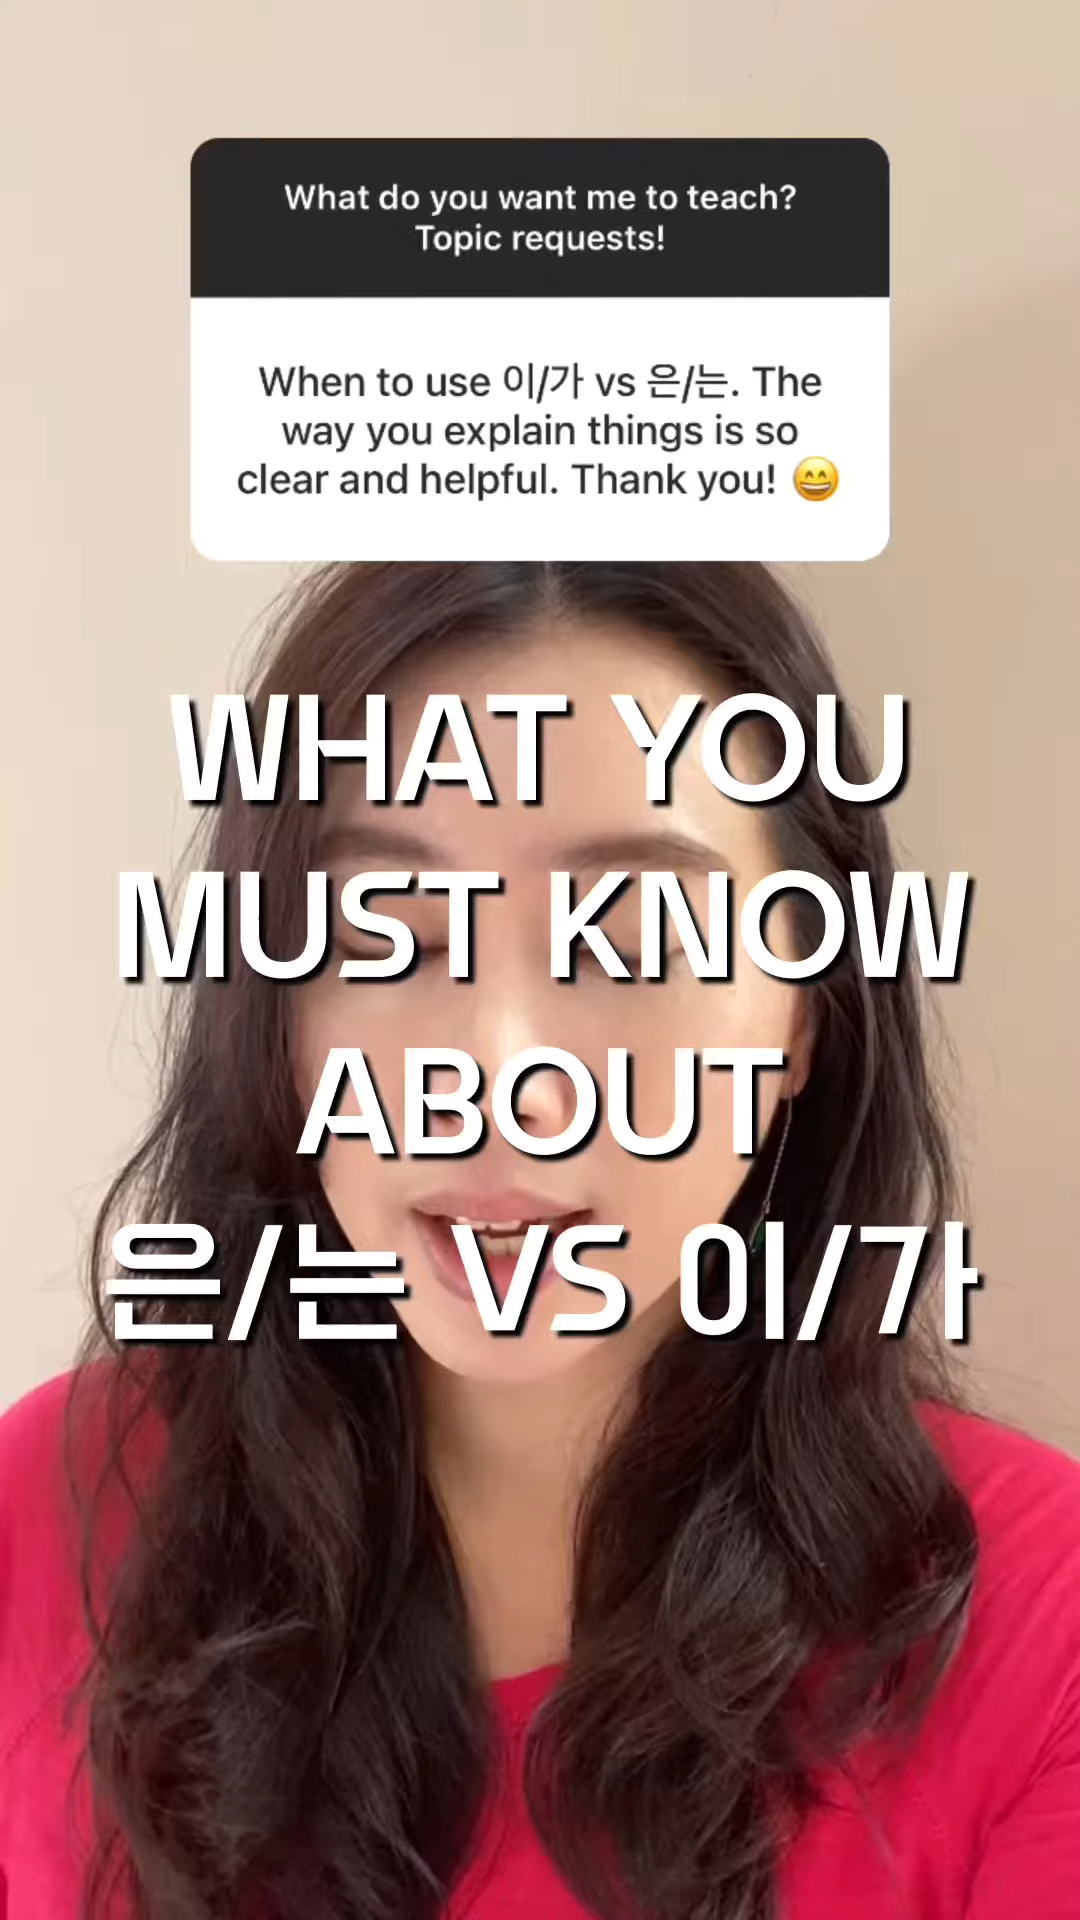 What do you want me to teach?
Topic requests!
When to use 이/가 vs 은/는. The
way you explain things is so
clear and helpful. Thank you! 😄
WHAT YOU
MUST KNOW
ABOUT
은/는 VS 이/가